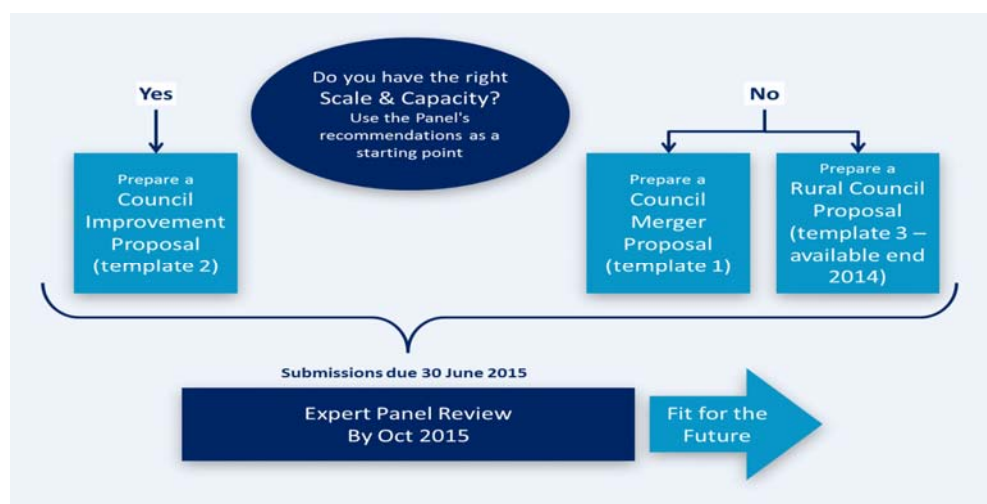 Do you have the right
Scale & Capacity?
Use the Panel's
recommendations as a
starting point
Yes
No
Prepare a
Council
Improvement
Proposal
(template 2)
Prepare a
Council
Merger
Proposal
(template 1)
Prepare a
Rural Council
Proposal
(template 3 –
available end
2014)
Submissions due 30 June 2015
Expert Panel Review
By Oct 2015
Fit for the
Future